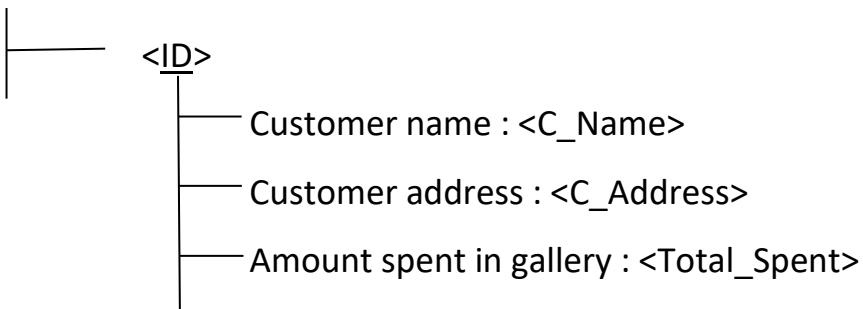 <ID>
Customer name : <C_Name>
Customer address : <C_Address>
Amount spent in gallery : <Total_Spent>